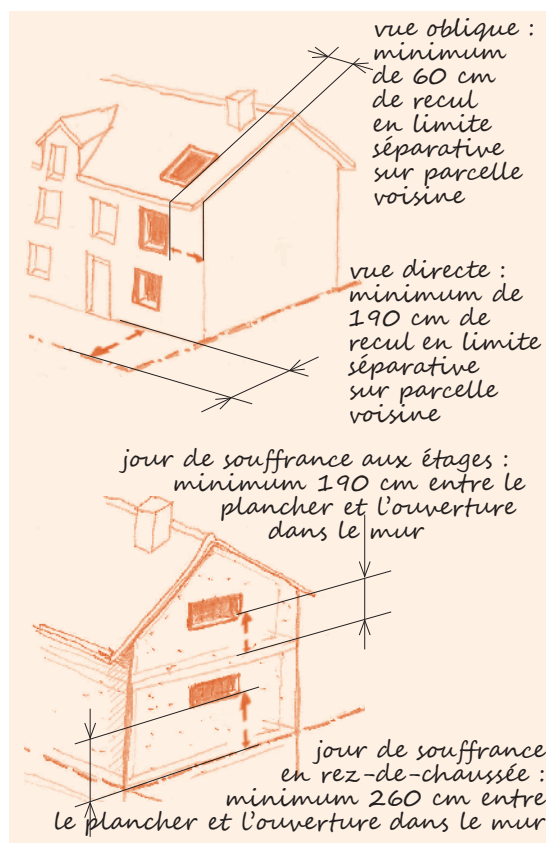 vue oblique :
minimum
de 60 cm
de recul
en limite
séparative
sur parcelle
voisine
vue directe :
minimum de
190 cm de
recul en limite
séparative
sur parcelle
voisine
jour de souffrance aux étages :
minimum 190 cm entre le
plancher et l'ouverture
dans le mur
jour de souffrance
en rez-de-chaussée :
minimum 260 cm entre
le plancher et l'ouverture dans le mur